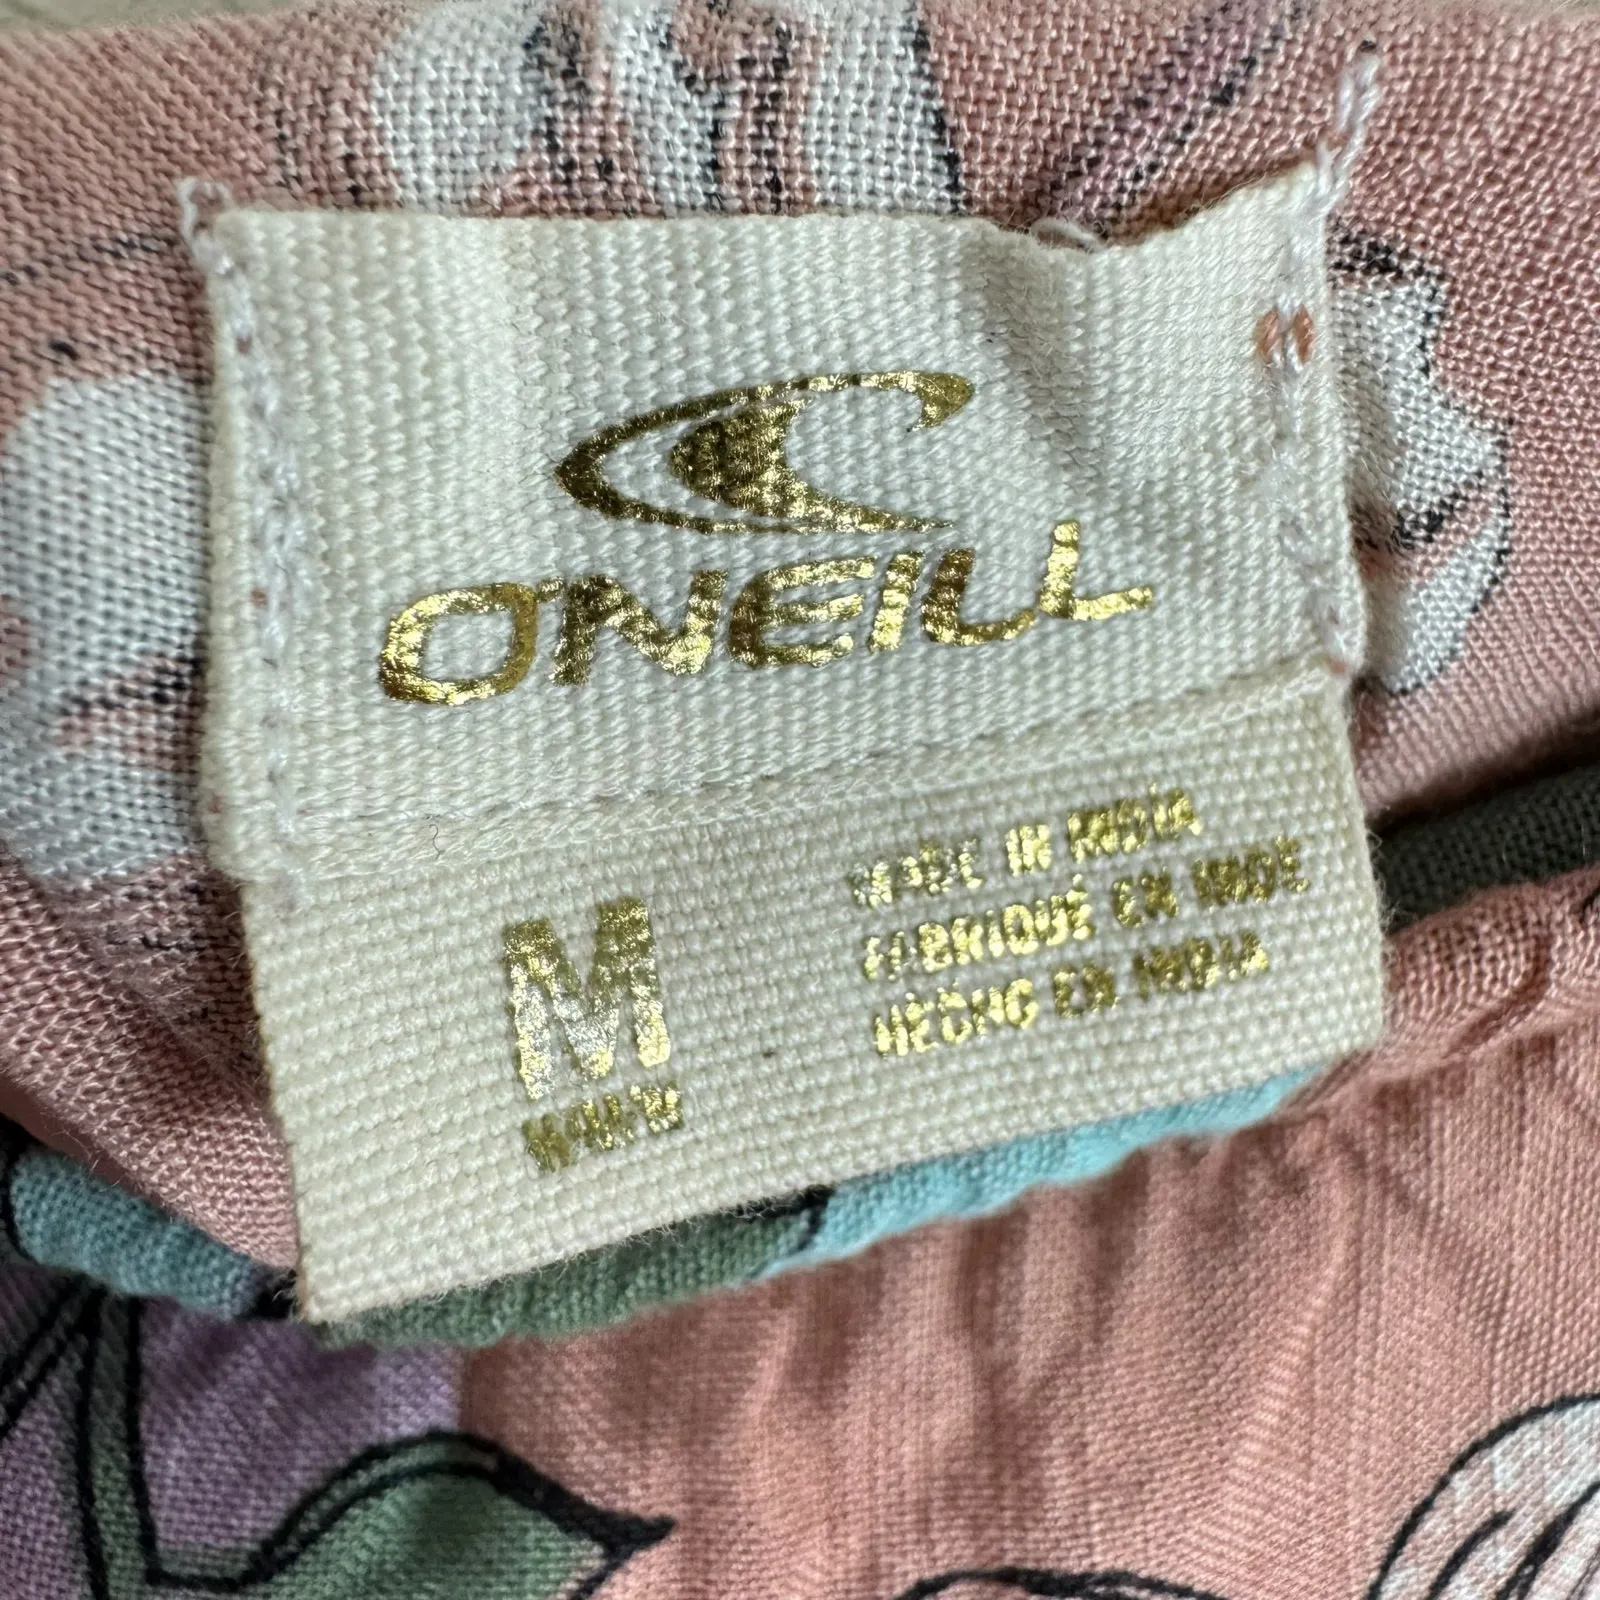 O'NEILL
M
MADE IN INDIA
FABRIQUÉ EN INDE
HECHO EN INDIA